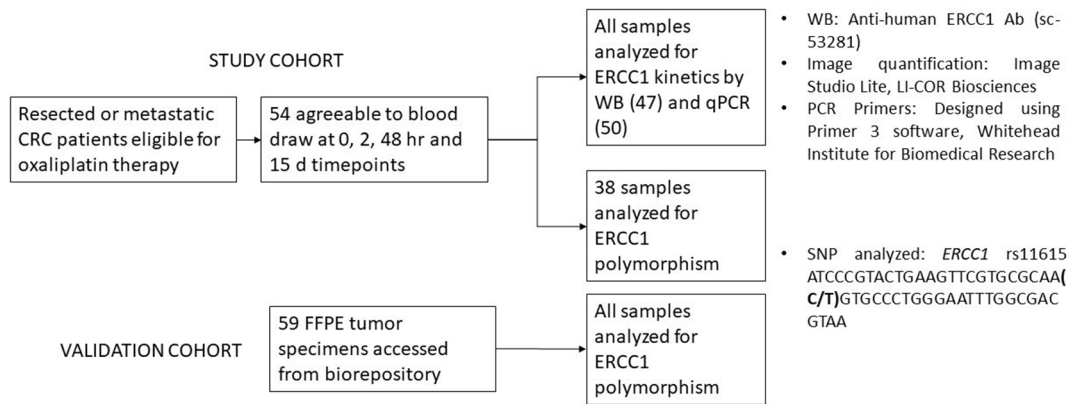 STUDY COHORT
Resected or metastatic
CRC patients eligible for
oxaliplatin therapy
54 agreeable to blood
draw at 0, 2, 48 hr and
15 d timepoints
All samples
analyzed for
ERCC1 kinetics by
WB (47) and qPCR
(50)
• WB: Anti-human ERCC1 Ab (sc-
53281)
• Image quantification: Image
Studio Lite, LI-COR Biosciences
• PCR Primers: Designed using
Primer 3 software, Whitehead
Institute for Biomedical Research
38 samples
analyzed for
ERCC1
polymorphism
• SNP analyzed: ERCC1 rs11615
ATCCCGTACTGAAGTTCGTGCGCAA(
C/T)GTGCCCTGGGAATTTGGCGAC
GTAA
VALIDATION COHORT
59 FFPE tumor
specimens accessed
from biorepository
All samples
analyzed for
ERCC1
polymorphism